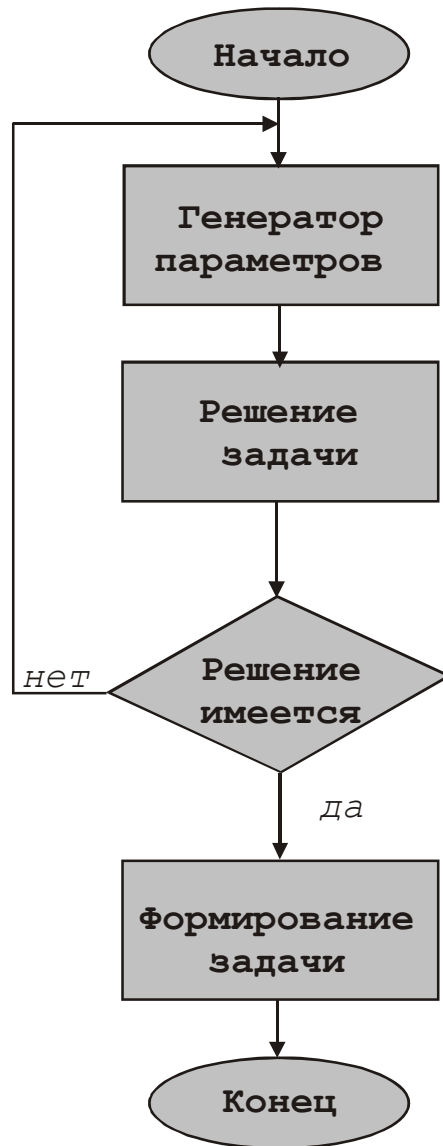 Начало
Генератор
параметров
Решение
задачи
нет
Решение
имеется
да
Формирование
задачи
Конец